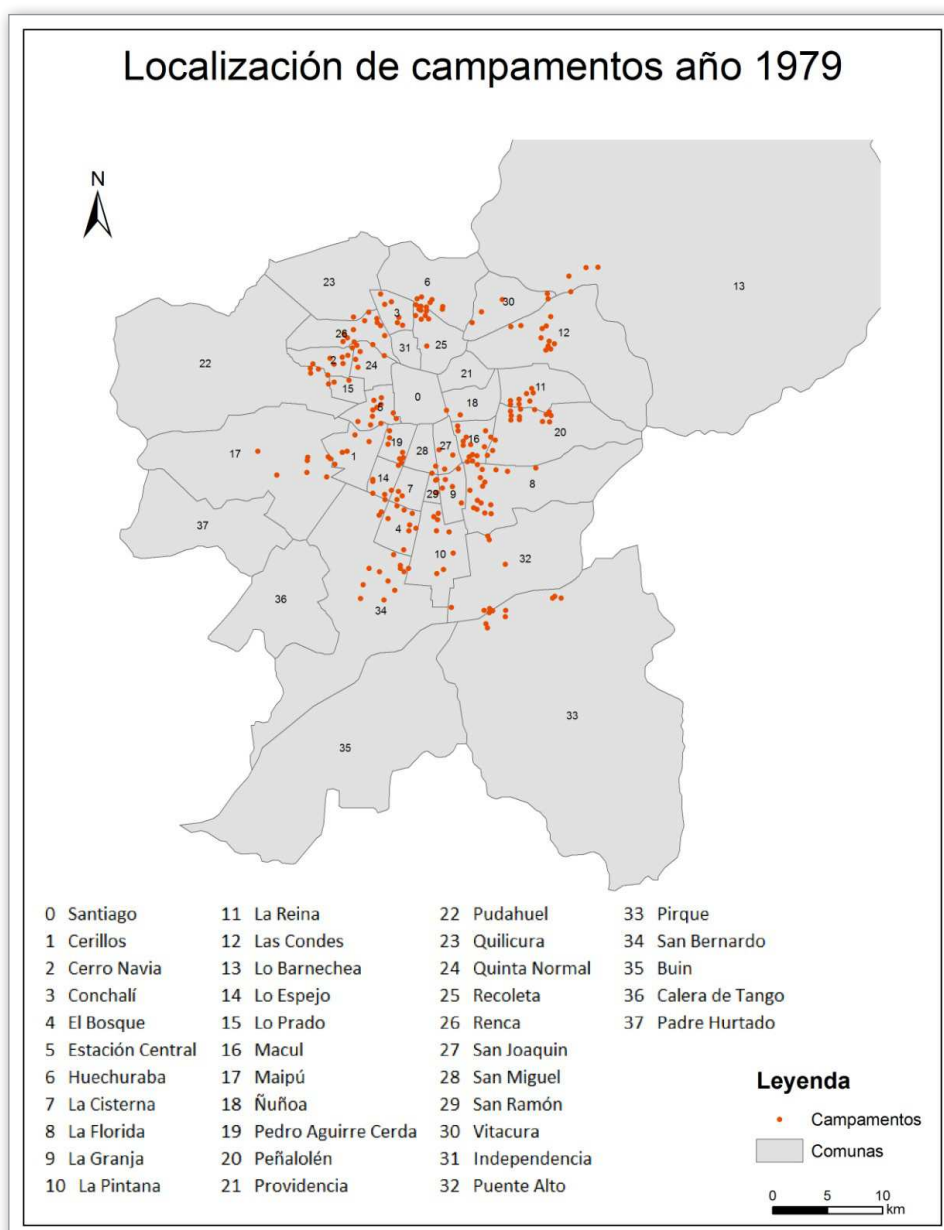 Localización de campamentos año 1979
N
13
6
23
30
3
12
26
31
25
22
2
24
21
11
15
0
18
5
20
16
19
27
17
1
28
8
14
7
29
9
37
4
10
32
36
34
33
35
0 Santiago
1 Cerillos
2 Cerro Navia
3 Conchalí
4 El Bosque
5 Estación Central
6 Huechuraba
7 La Cisterna
8 La Florida
9 La Granja
10 La Pintana
11 La Reina
12 Las Condes
13 Lo Barnechea
14 Lo Espejo
15 Lo Prado
16 Macul
17 Maipú
18 Ñuñoa
19 Pedro Aguirre Cerda
20 Peñalolén
21 Providencia
22 Pudahuel
23 Quilicura
24 Quinta Normal
25 Recoleta
26 Renca
27 San Joaquin
28 San Miguel
29 San Ramón
30 Vitacura
31 Independencia
32 Puente Alto
33 Pirque
34 San Bernardo
35 Buin
36 Calera de Tango
37 Padre Hurtado
Leyenda
Campamentos
Comunas
0 5 10
km